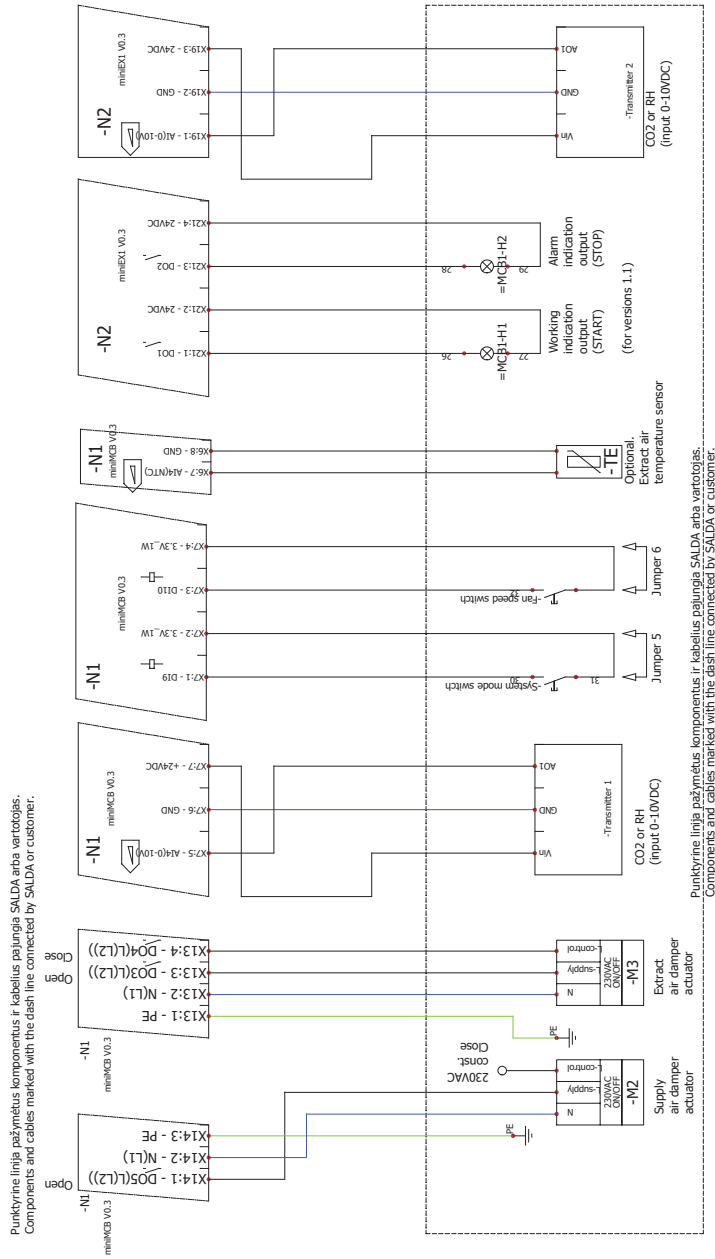 Punktyrine linija pažymėtus komponentus ir kabelius pajungia SALDA arba vartotojas.
Components and cables marked with the dash line connected by SALDA or customer.
-N1
miniMCB V0.3
Open
X14:1 - DO5(L(L2))
X14:2 - N(L1)
X14:3 - PE
PE
230VAC
const.
Close
N
L-supply
L-control
230VAC
ON/OFF
-M2
Supply
air damper
actuator
-N1
miniMCB V0.3
Open
Close
X13:1 - PE
X13:2 - N(L1)
X13:3 - DO3(L(L2))
X13:4 - DO4(L(L2))
PE
N
L-supply
L-control
230VAC
ON/OFF
-M3
Extract
air damper
actuator
-N1
miniMCB V0.3
X7:5 - AI4(0-10V)
X7:6 - GND
X7:7 - +24VDC
Vin
GND
AO1
-Transmitter 1
CO2 or RH
(input 0-10VDC)
-N1
miniMCB V0.3
X7:1 - DI9
X7:2 - 3.3V_1W
X7:3 - DI10
X7:4 - 3.3V_1W
-System mode switch
30
31
Jumper 5
-Fan speed switch
32
Jumper 6
-N1
miniMCB V0.3
X6:7 - AI4(NTC)
X6:8 - GND
-TE
Optional.
Extract air
temperature sensor
-N2
miniEX1 V0.3
X21:1 - DO1
X21:2 - 24VDC
X21:3 - DO2
X21:4 - 24VDC
26
27
=MCB1-H1
28
29
=MCB1-H2
Working
indication
output
(START)
(for versions 1.1)
Alarm
indication
output
(STOP)
-N2
miniEX1 V0.3
X19:1 - AI(0-10V)
X19:2 - GND
X19:3 - 24VDC
Vin
GND
AO1
-Transmitter 2
CO2 or RH
(input 0-10VDC)
Punktyrine linija pažymėtus komponentus ir kabelius pajungia SALDA arba vartotojas.
Components and cables marked with the dash line connected by SALDA or customer.